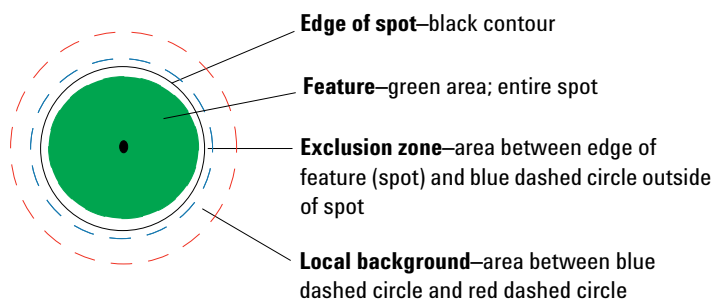 Edge of spot–black contour
Feature–green area; entire spot
Exclusion zone–area between edge of
feature (spot) and blue dashed circle outside
of spot
Local background–area between blue
dashed circle and red dashed circle